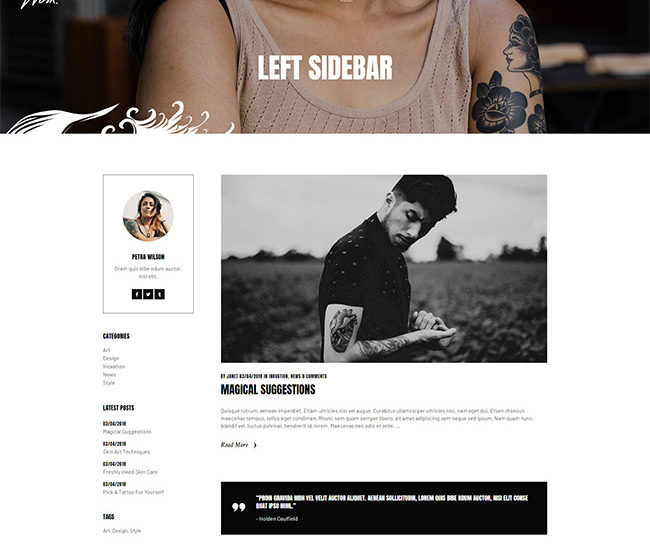 LEFT SIDEBAR
PETRA WILSON
Orem quis bibe ndum auctor,
nisi elit.
CATEGORIES
Art
Design
Inovation
News
Style
LATEST POSTS
03/04/2018
Magical Suggestions
03/04/2018
Skin Art Techniques
03/04/2018
Freshly Inked Skin Care
03/04/2018
Pick A Tattoo For Yourself
TAGS
Art, Design, Style
BY JANET 03/04/2018 IN INOVATION, NEWS 0 COMMENTS
MAGICAL SUGGESTIONS
Quisque rutrum, aenean imperdiet. Etiam ultricies nisi vel augue. Curabitur ullamcorper ultricies nisi, nam eget dui. Etiam rhoncus
maecenas tempus, tellus eget condiman. Rhonc sem quam semper libero, sit amet adipiscing sem neque sed ipsum. Nam quam nunc,
blandit vel, luctus pulvinar, hendrerit id, lorem. Maecenas nec odio et ante. ...
Read More
"PROIN GRAVIDA NIBH VEL VELIT AUCTOR ALIQUET. AENEAN SOLLICITUDIN, LOREM QUIS BIBE NDUM AUCTOR, NISI ELIT CONSE
QUAT IPSU NIHIL."
- Holden Caulfield